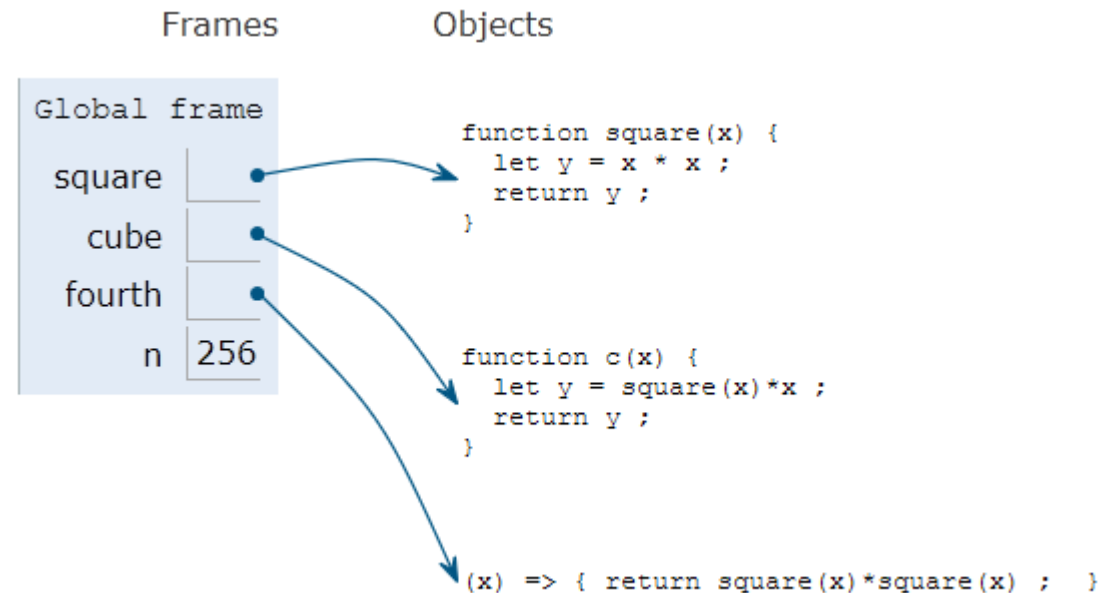 Frames Objects
Global frame
square
cube
fourth
n 256
function square(x) {
  let y = x * x ;
  return y ;
}
function c(x) {
  let y = square(x)*x ;
  return y ;
}
(x) => { return square(x)*square(x) ;  }